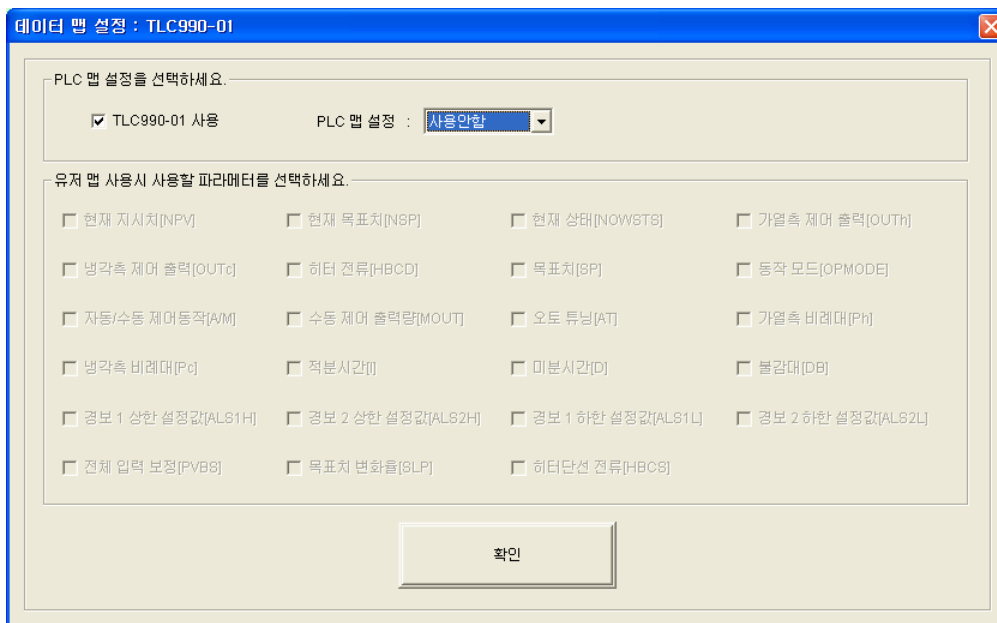 데이터 맵 설정 : TLC990-01
PLC 맵 설정을 선택하세요.
TLC990-01 사용 PLC 맵 설정 : 사용안함
유저 맵 사용시 사용할 파라메터를 선택하세요.
현재 지시치[NPV] 현재 목표치[NSP] 현재 상태[NOWSTS] 가열측 제어 출력[OUTh]
냉각측 제어 출력[OUTc] 히터 전류[HBCD] 목표치[SP] 동작 모드[OPMODE]
자동/수동 제어동작[A/M] 수동 제어 출력량[MOUT] 오토 튜닝[AT] 가열측 비례대[Ph]
냉각측 비례대[Pc] 적분시간[I] 미분시간[D] 불감대[DB]
경보 1 상한 설정값[ALS1H] 경보 2 상한 설정값[ALS2H] 경보 1 하한 설정값[ALS1L] 경보 2 하한 설정값[ALS2L]
전체 입력 보정[PVBS] 목표치 변화율[SLP] 히터단선 전류[HBCS]
확인